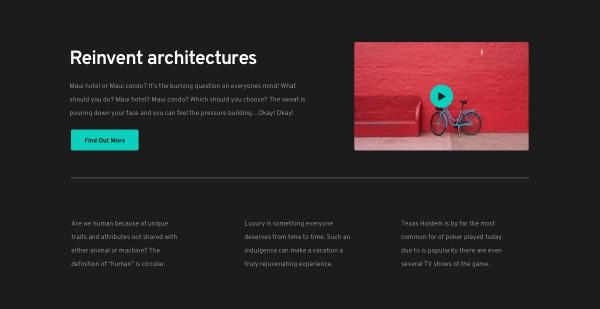 Reinvent architectures
Maui hotel or Maui condo? It's the burning question on everyones mind! What
should you do? Maui hotel? Maui condo? Which should you choose? The sweat is
pouring down your face and you can feel the pressure building... Okay! Okay!
Find Out More
Are we human because of unique
traits and attributes not shared with
either animal or machine? The
definition of "human" is circular.
Luxury is something everyone
deserves from time to time. Such an
indulgence can make a vacation a
truly rejuvenating experience.
Texas Holdem is by far the most
common for of poker played today
due to is popularity there are even
several TV shows of the game.